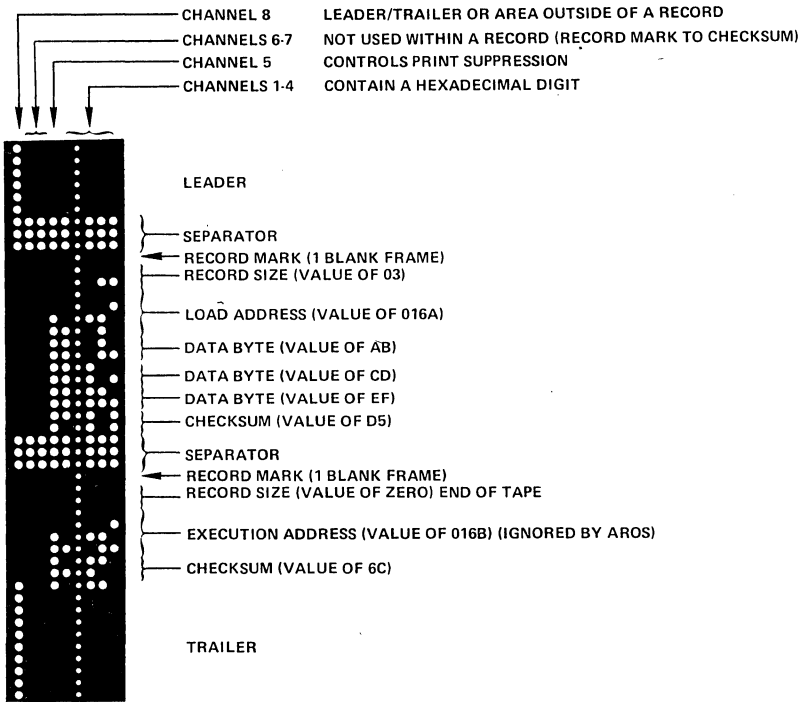 CHANNEL 8 LEADER/TRAILER OR AREA OUTSIDE OF A RECORD
CHANNELS 6-7 NOT USED WITHIN A RECORD (RECORD MARK TO CHECKSUM)
CHANNEL 5 CONTROLS PRINT SUPPRESSION
CHANNELS 1-4 CONTAIN A HEXADECIMAL DIGIT
LEADER
SEPARATOR
RECORD MARK (1 BLANK FRAME)
RECORD SIZE (VALUE OF 03)
LOAD ADDRESS (VALUE OF 016A)
DATA BYTE (VALUE OF AB)
DATA BYTE (VALUE OF CD)
DATA BYTE (VALUE OF EF)
CHECKSUM (VALUE OF D5)
SEPARATOR
RECORD MARK (1 BLANK FRAME)
RECORD SIZE (VALUE OF ZERO) END OF TAPE
EXECUTION ADDRESS (VALUE OF 016B) (IGNORED BY AROS)
CHECKSUM (VALUE OF 6C)
TRAILER